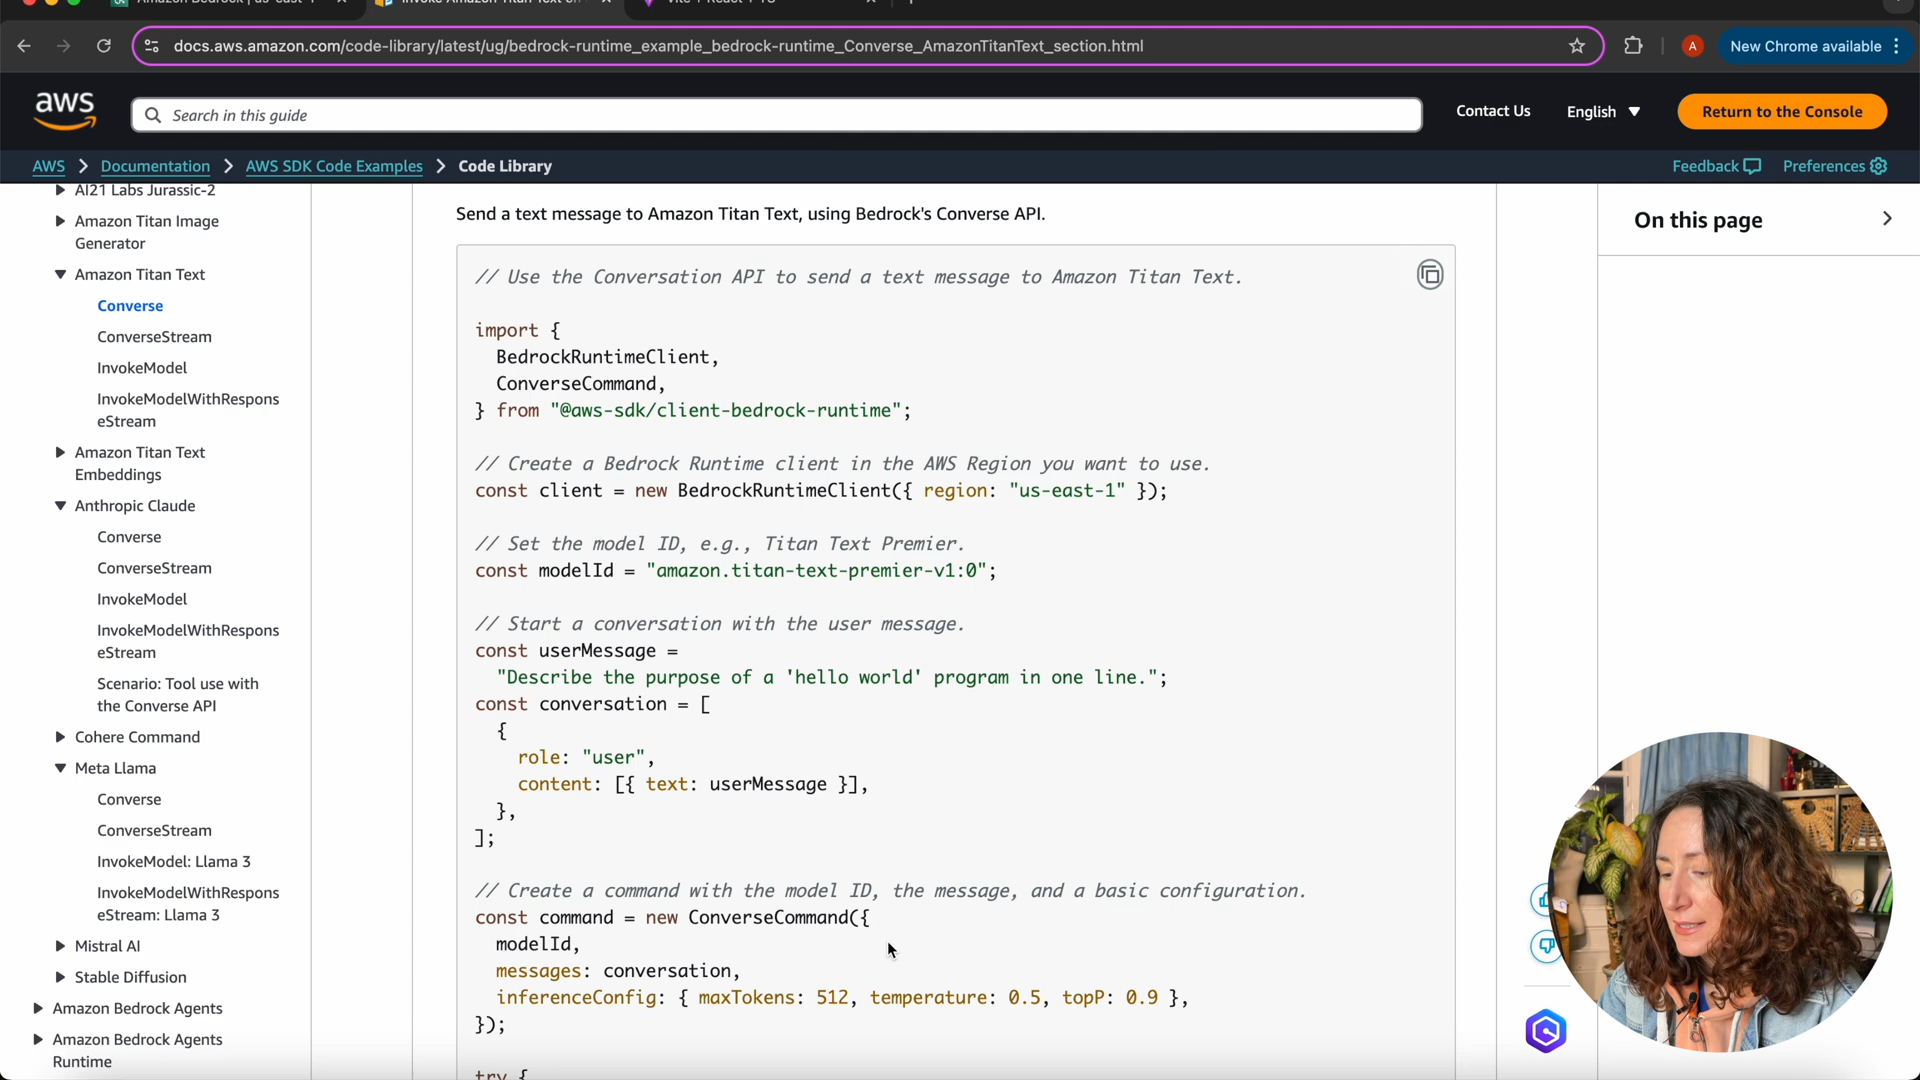 docs.aws.amazon.com/code-library/latest/ug/bedrock-runtime_example_bedrock-runtime_Converse_AmazonTitanText_section.html
A
New Chrome available
aws
Search in this guide
Contact Us
English
Return to the Console
AWS
Documentation
AWS SDK Code Examples
Code Library
Feedback
Preferences
AI21 Labs Jurassic-2
Amazon Titan Image
Generator
Amazon Titan Text
Converse
ConverseStream
InvokeModel
InvokeModelWithRespons
eStream
Amazon Titan Text
Embeddings
Anthropic Claude
Converse
ConverseStream
InvokeModel
InvokeModelWithRespons
eStream
Scenario: Tool use with
the Converse API
Cohere Command
Meta Llama
Converse
ConverseStream
InvokeModel: Llama 3
InvokeModelWithRespons
eStream: Llama 3
Mistral AI
Stable Diffusion
Amazon Bedrock Agents
Amazon Bedrock Agents
Runtime
Send a text message to Amazon Titan Text, using Bedrock's Converse API.
// Use the Conversation API to send a text message to Amazon Titan Text.
import {
BedrockRuntimeClient,
ConverseCommand,
} from "@aws-sdk/client-bedrock-runtime";
// Create a Bedrock Runtime client in the AWS Region you want to use.
const client = new BedrockRuntimeClient({ region: "us-east-1" });
// Set the model ID, e.g., Titan Text Premier.
const modelId = "amazon.titan-text-premier-v1:0";
// Start a conversation with the user message.
const userMessage =
"Describe the purpose of a 'hello world' program in one line.";
const conversation = [
{
role: "user",
content: [{ text: userMessage }],
},
];
// Create a command with the model ID, the message, and a basic configuration.
const command = new ConverseCommand({
modelId,
messages: conversation,
inferenceConfig: { maxTokens: 512, temperature: 0.5, topP: 0.9 },
});
try {
On this page